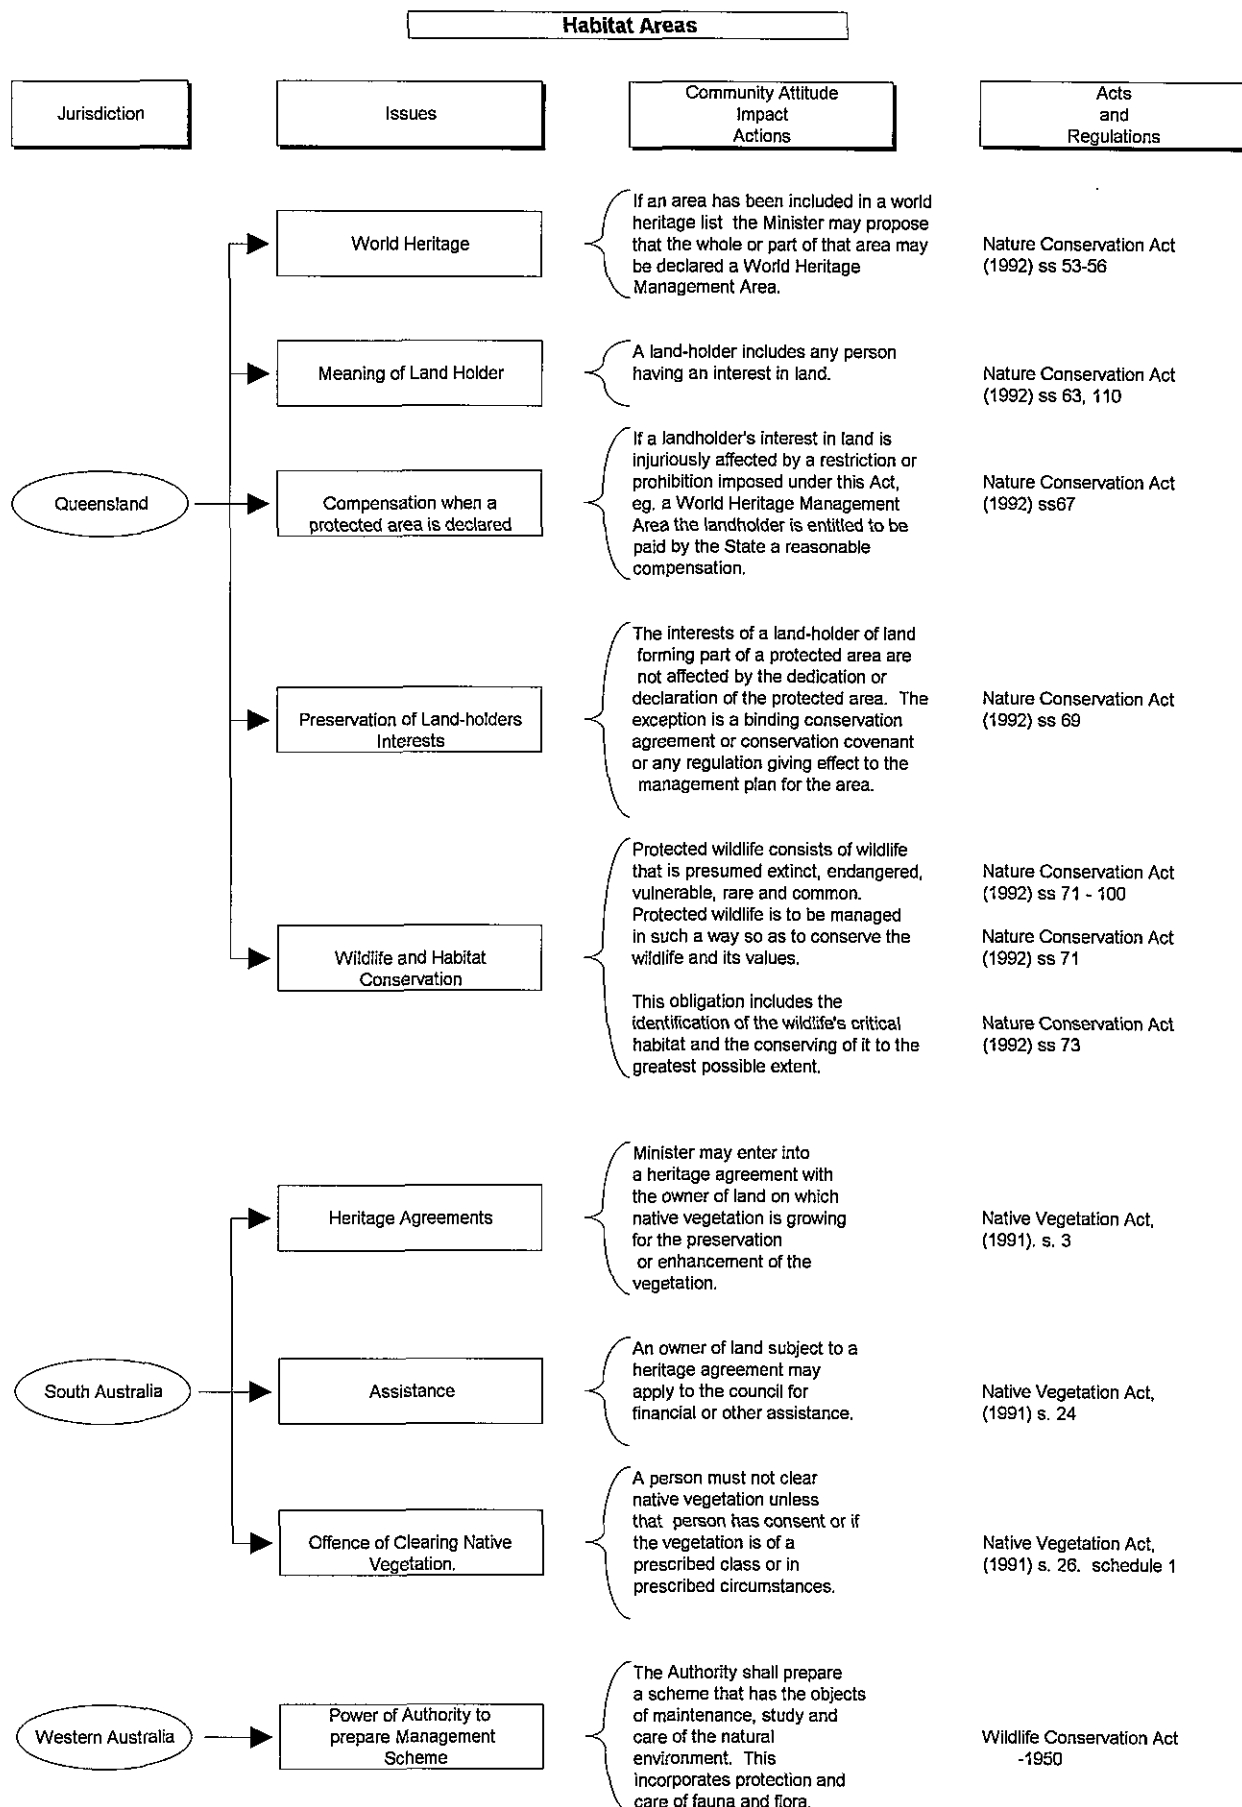 Habitat Areas
Jurisdiction
Issues
Community Attitude
Impact
Actions
Acts
and
Regulations
Queensland
World Heritage
If an area has been included in a world
heritage list the Minister may propose
that the whole or part of that area may
be declared a World Heritage
Management Area.
Nature Conservation Act
(1992) ss 53-56
Meaning of Land Holder
A land-holder includes any person
having an interest in land.
Nature Conservation Act
(1992) ss 63, 110
Compensation when a
protected area is declared
If a landholder's interest in land is
injuriously affected by a restriction or
prohibition imposed under this Act,
eg. a World Heritage Management
Area the landholder is entitled to be
paid by the State a reasonable
compensation.
Nature Conservation Act
(1992) ss67
Preservation of Land-holders
Interests
The interests of a land-holder of land
forming part of a protected area are
not affected by the dedication or
declaration of the protected area. The
exception is a binding conservation
agreement or conservation covenant
or any regulation giving effect to the
management plan for the area.
Nature Conservation Act
(1992) ss 69
Wildlife and Habitat
Conservation
Protected wildlife consists of wildlife
that is presumed extinct, endangered,
vulnerable, rare and common.
Protected wildlife is to be managed
in such a way so as to conserve the
wildlife and its values.
This obligation includes the
identification of the wildlife's critical
habitat and the conserving of it to the
greatest possible extent.
Nature Conservation Act
(1992) ss 71 - 100
Nature Conservation Act
(1992) ss 71
Nature Conservation Act
(1992) ss 73
South Australia
Heritage Agreements
Minister may enter into
a heritage agreement with
the owner of land on which
native vegetation is growing
for the preservation
or enhancement of the
vegetation.
Native Vegetation Act,
(1991). s. 3
Assistance
An owner of land subject to a
heritage agreement may
apply to the council for
financial or other assistance.
Native Vegetation Act,
(1991) s. 24
Offence of Clearing Native
Vegetation.
A person must not clear
native vegetation unless
that person has consent or if
the vegetation is of a
prescribed class or in
prescribed circumstances.
Native Vegetation Act,
(1991) s. 26. schedule 1
Western Australia
Power of Authority to
prepare Management
Scheme
The Authority shall prepare
a scheme that has the objects
of maintenance, study and
care of the natural
environment. This
incorporates protection and
care of fauna and flora.
Wildlife Conservation Act
-1950